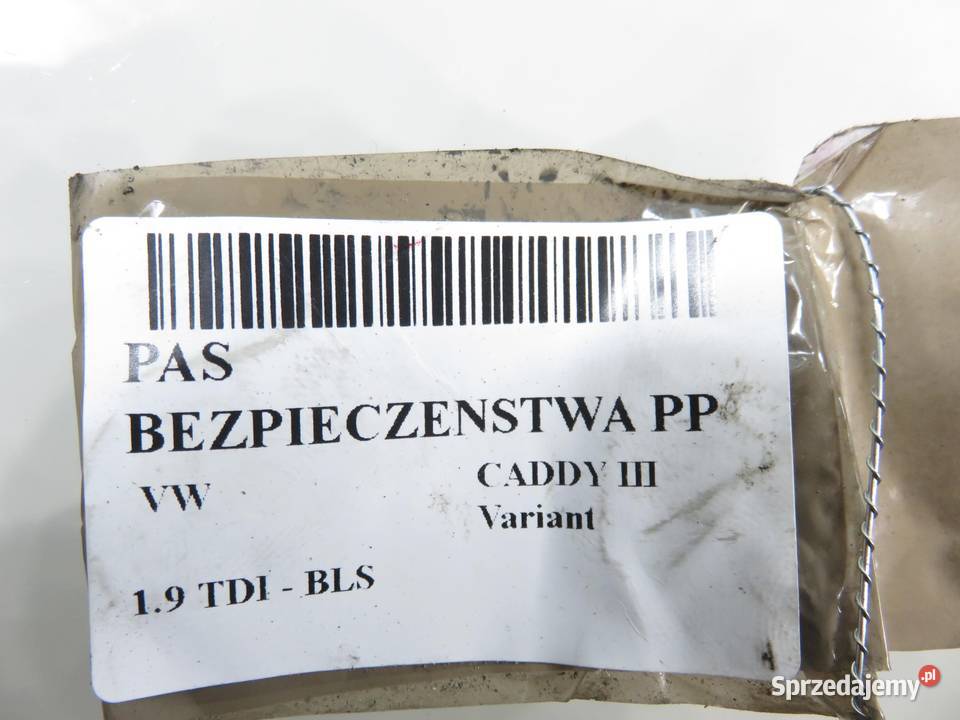 PAS
BEZPIECZENSTWA PP
VW
CADDY III
Variant
1.9 TDI - BLS
Sprzedajemy.pl